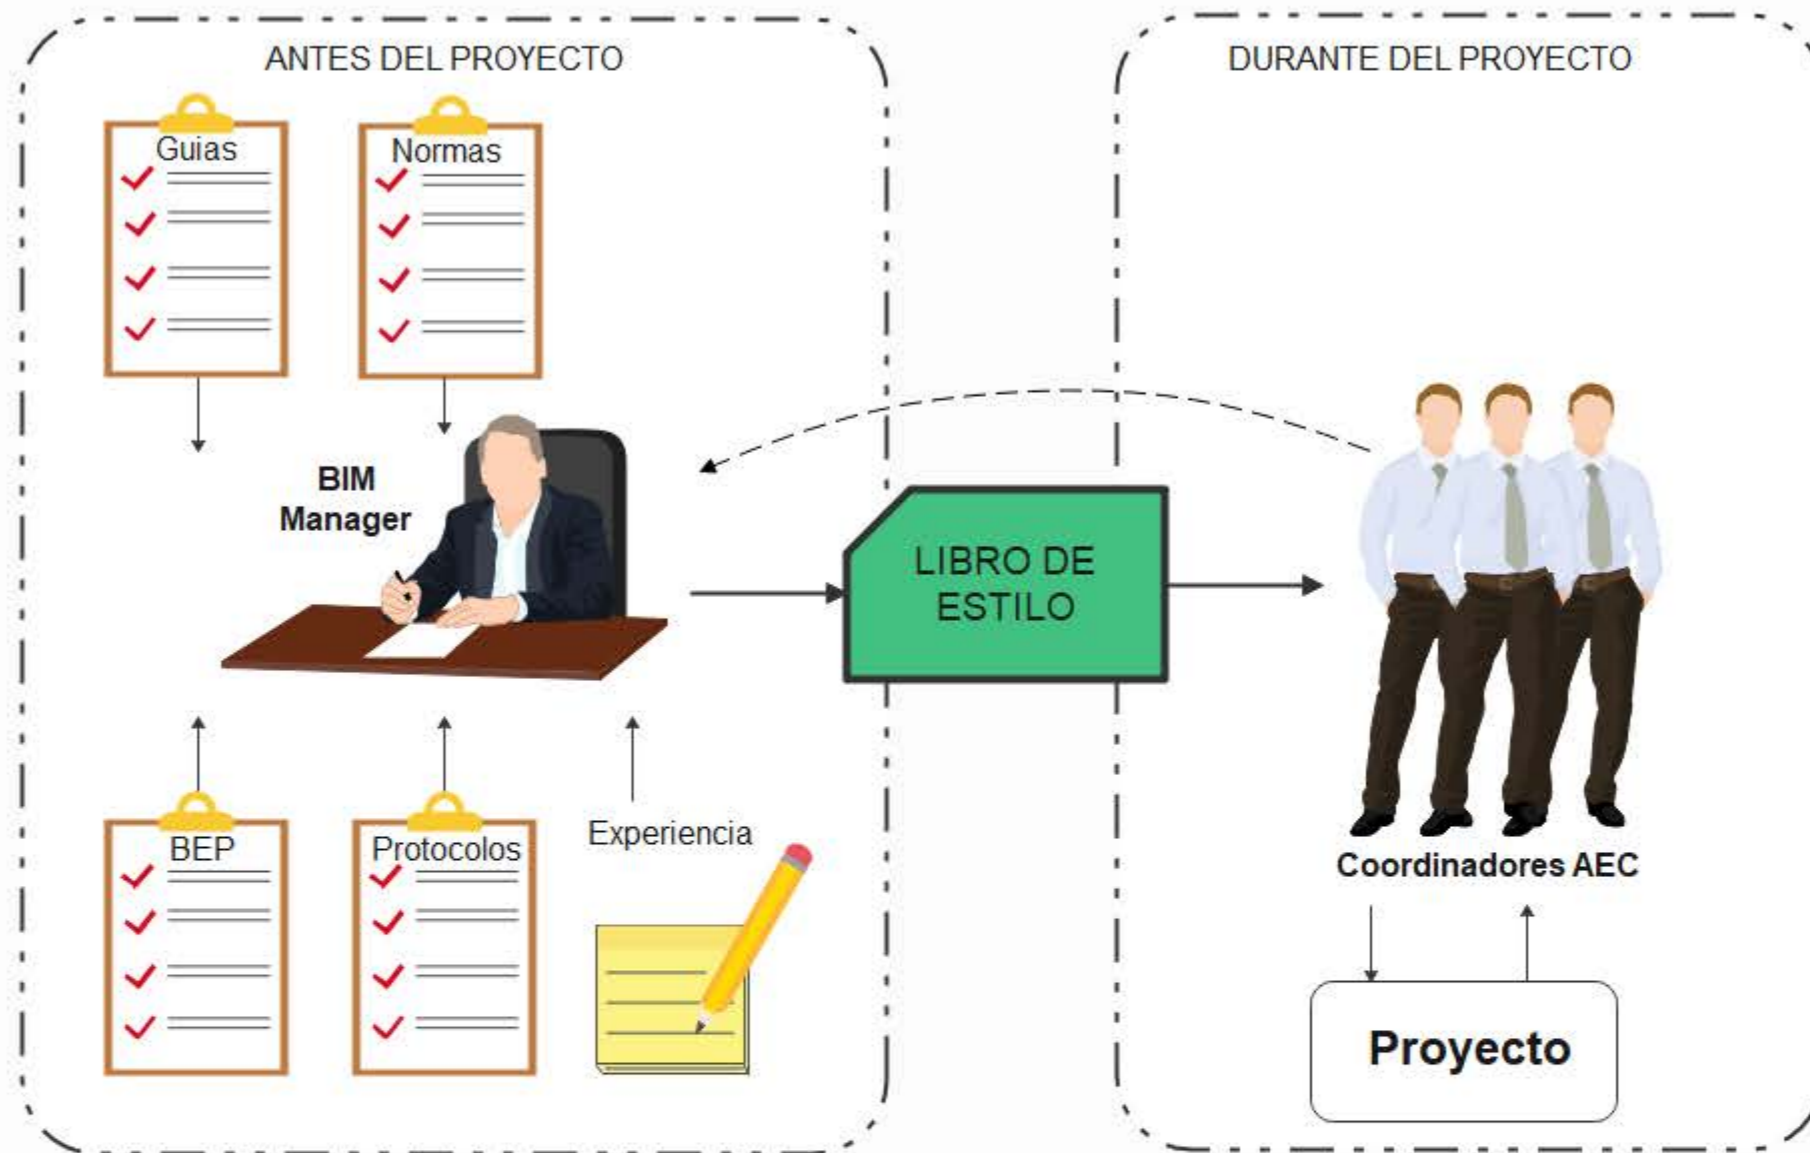 ANTES DEL PROYECTO
DURANTE DEL PROYECTO
Guias
Normas
BIM
Manager
LIBRO DE
ESTILO
BEP
Protocolos
Experiencia
Coordinadores AEC
Proyecto